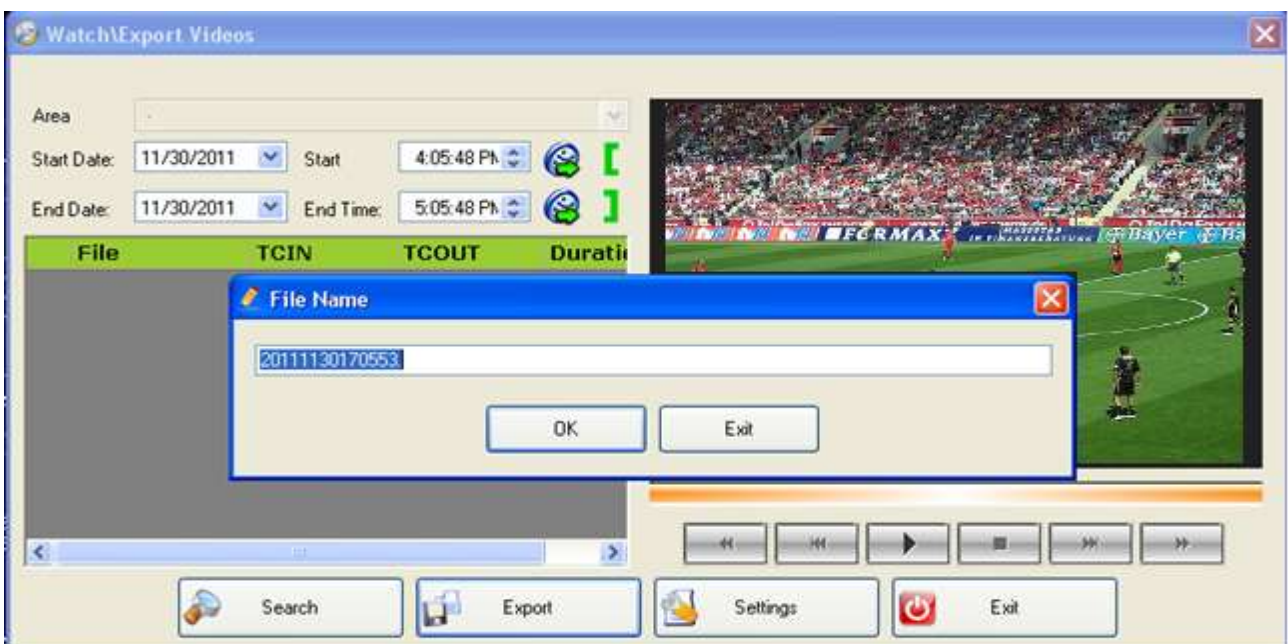 Watch\Export Videos
Area
Start Date: 11/30/2011 Start 4:05:48 PM
End Date: 11/30/2011 End Time: 5:05:48 PM
File TCIN TCOUT Duratio
File Name
20111130170553
OK Exit
Search Export Settings Exit
FCRMAX
Bayer